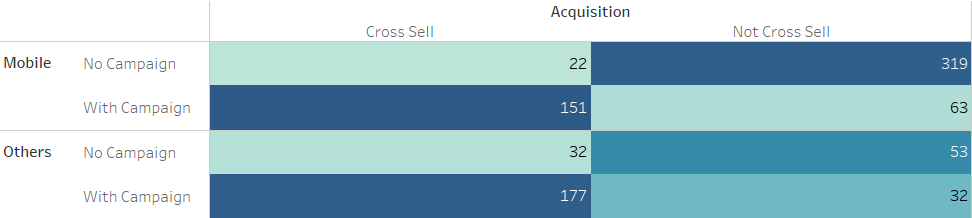 Acquisition
Cross Sell Not Cross Sell
Mobile No Campaign 22 319
With Campaign 151 63
Others No Campaign 32 53
With Campaign 177 32